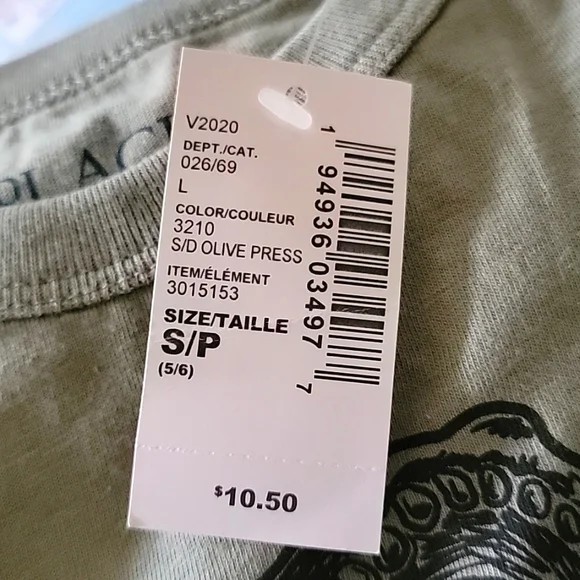 PLACE
V2020
DEPT./CAT.
026/69
L
COLOR/COULEUR
3210
S/D OLIVE PRESS
ITEM/ÉLÉMENT
3015153
SIZE/TAILLE
S/P
(5/6)
1 94936 03497 7
$10.50